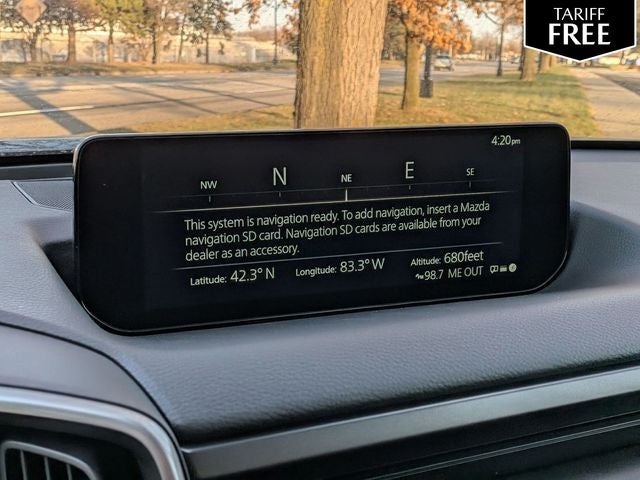 TARIFF
FREE
4:20pm
NW N NE E SE
This system is navigation ready. To add navigation, insert a Mazda
navigation SD card. Navigation SD cards are available from your
dealer as an accessory.
Latitude: 42.3° N Longitude: 83.3° W Altitude: 680feet
98.7 ME OUT